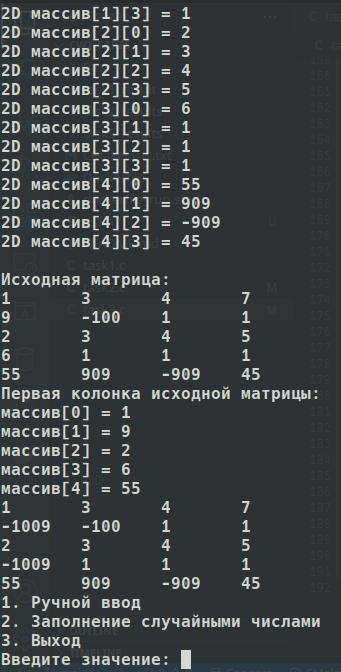 2D массив[1][3] = 1
2D массив[2][0] = 2
2D массив[2][1] = 3
2D массив[2][2] = 4
2D массив[2][3] = 5
2D массив[3][0] = 6
2D массив[3][1] = 1
2D массив[3][2] = 1
2D массив[3][3] = 1
2D массив[4][0] = 55
2D массив[4][1] = 909
2D массив[4][2] = -909
2D массив[4][3] = 45
Исходная матрица:
1 3 4 7
9 -100 1 1
2 3 4 5
6 1 1 1
55 909 -909 45
Первая колонка исходной матрицы:
массив[0] = 1
массив[1] = 9
массив[2] = 2
массив[3] = 6
массив[4] = 55
1 3 4 7
-1009 -100 1 1
2 3 4 5
-1009 1 1 1
55 909 -909 45
1. Ручной ввод
2. Заполнение случайными числами
3. Выход
Введите значение: